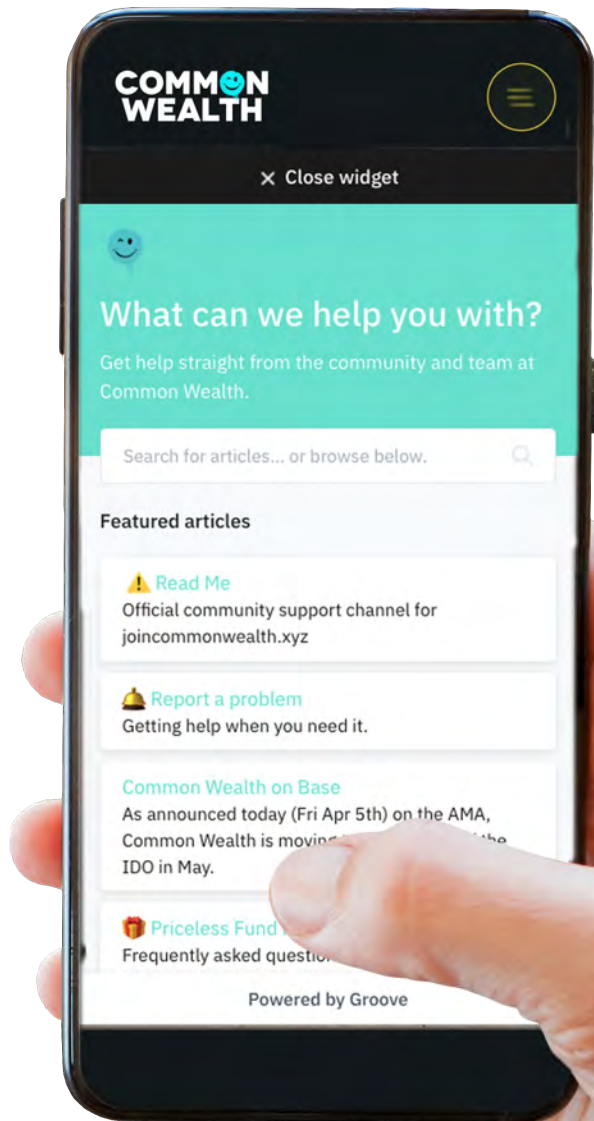 COMMON
WEALTH
Close widget
What can we help you with?
Get help straight from the community and team at
Common Wealth.
Search for articles... or browse below.
Featured articles
Read Me
Official community support channel for
joincommonwealth.xyz
Report a problem
Getting help when you need it.
Common Wealth on Base
As announced today (Fri Apr 5th) on the AMA,
Common Wealth is moving the
IDO in May.
Priceless Fund
Frequently asked
Powered by Groove